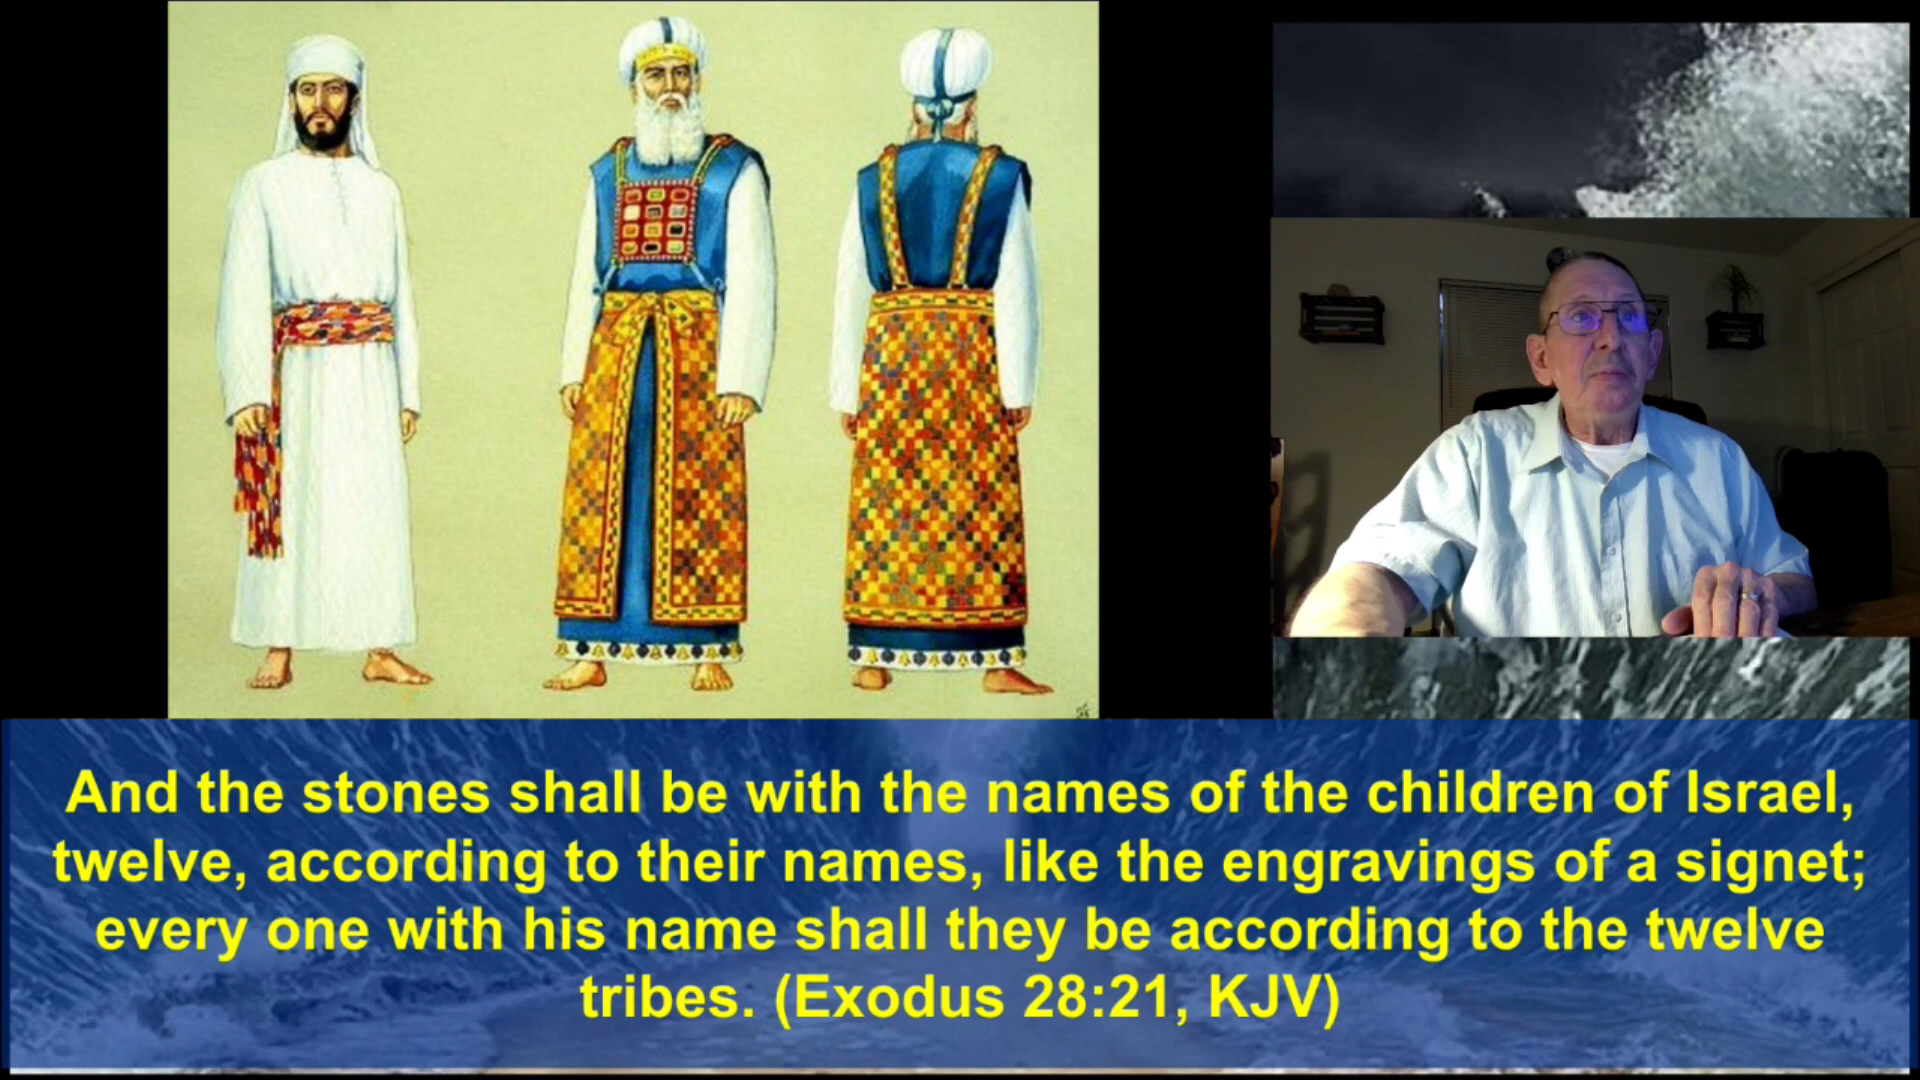 And the stones shall be with the names of the children of Israel,
twelve, according to their names, like the engravings of a signet;
every one with his name shall they be according to the twelve
tribes. (Exodus 28:21, KJV)